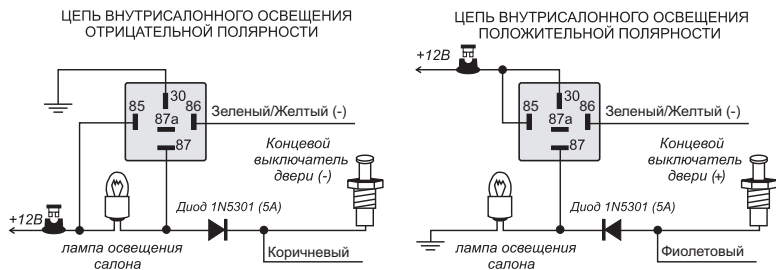 ЦЕПЬ ВНУТРИСАЛОННОГО ОСВЕЩЕНИЯ
ОТРИЦАТЕЛЬНОЙ ПОЛЯРНОСТИ
30
85
86
87а
87
Зеленый/Желтый (-)
Концевой
выключатель
двери (-)
+12В
Диод 1N5301 (5А)
лампа освещения
салона
Коричневый
ЦЕПЬ ВНУТРИСАЛОННОГО ОСВЕЩЕНИЯ
ПОЛОЖИТЕЛЬНОЙ ПОЛЯРНОСТИ
+12В
30
85
86
87а
87
Зеленый/Желтый (-)
Концевой
выключатель
двери (+)
Диод 1N5301 (5А)
лампа освещения
салона
Фиолетовый